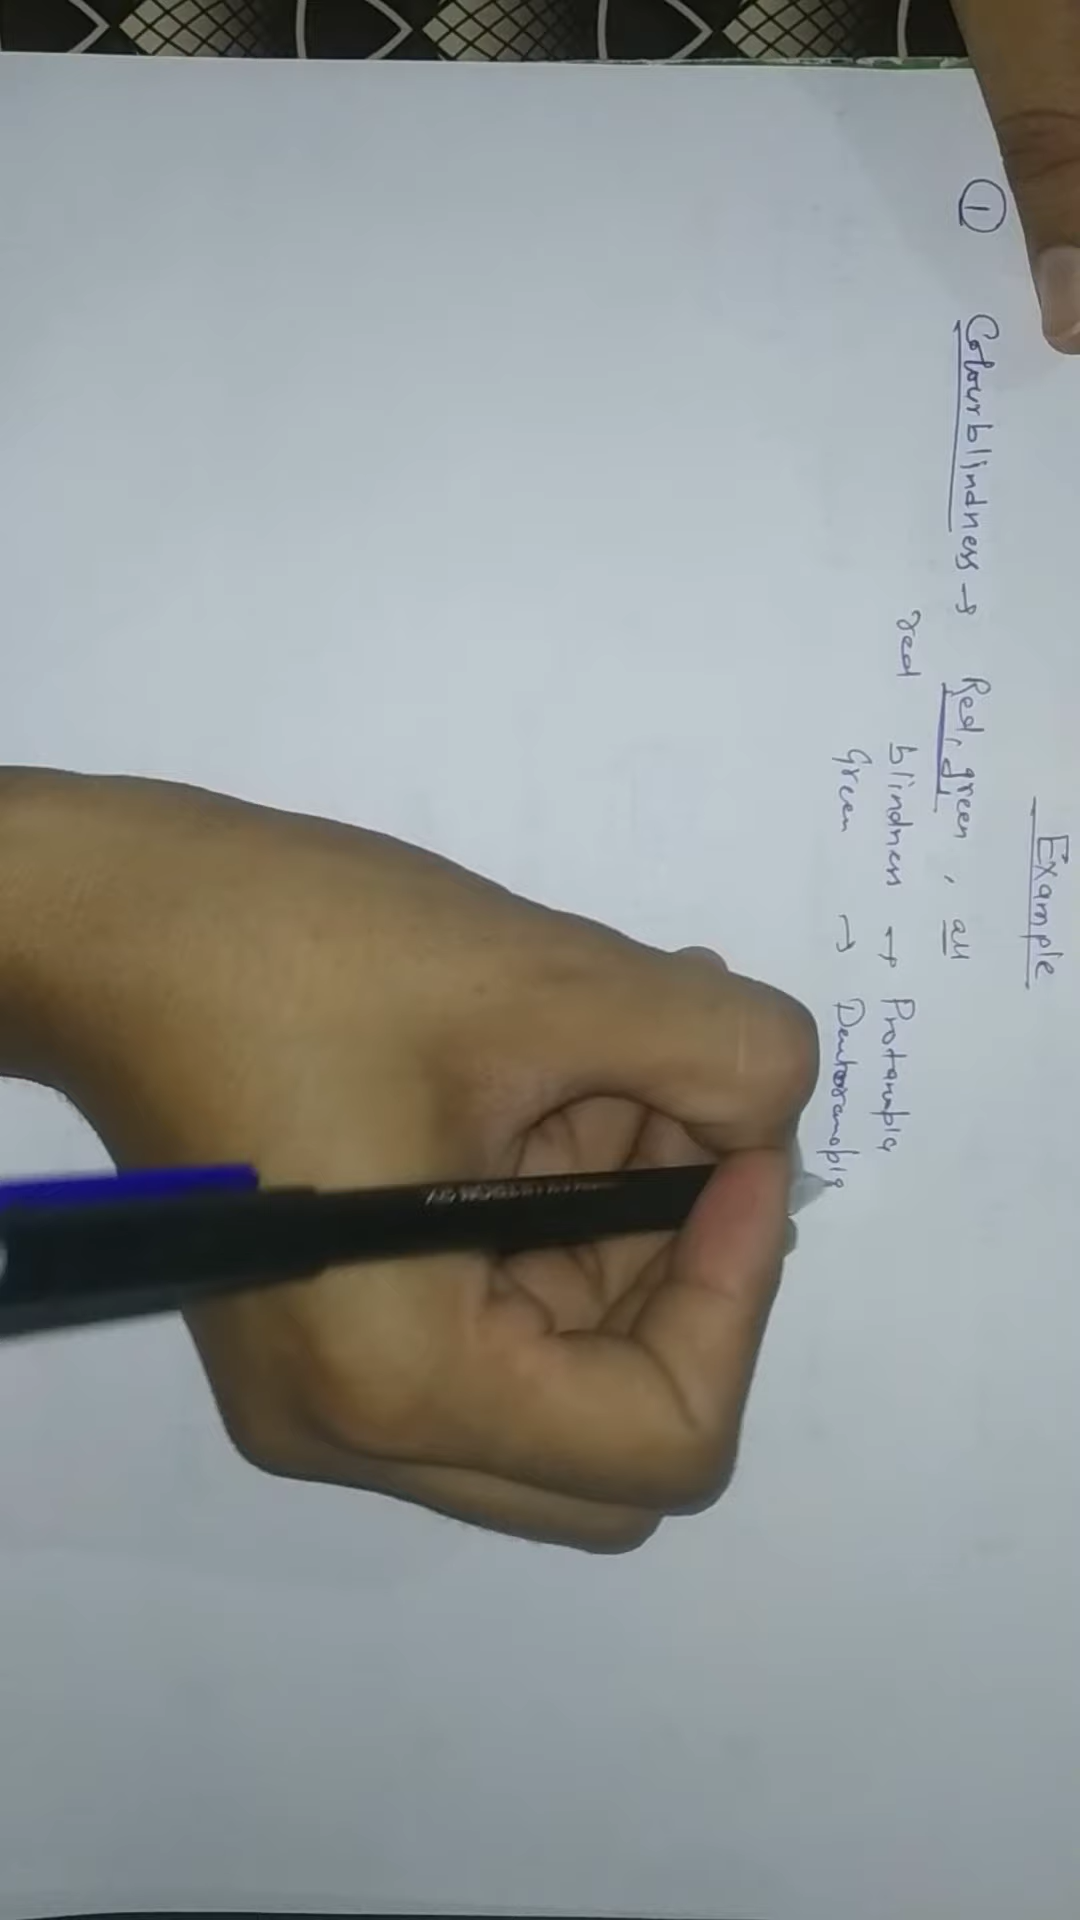 Example
① Colourblindness → Red, green, all
red blindness → Protanopia
green → Deuteranopia